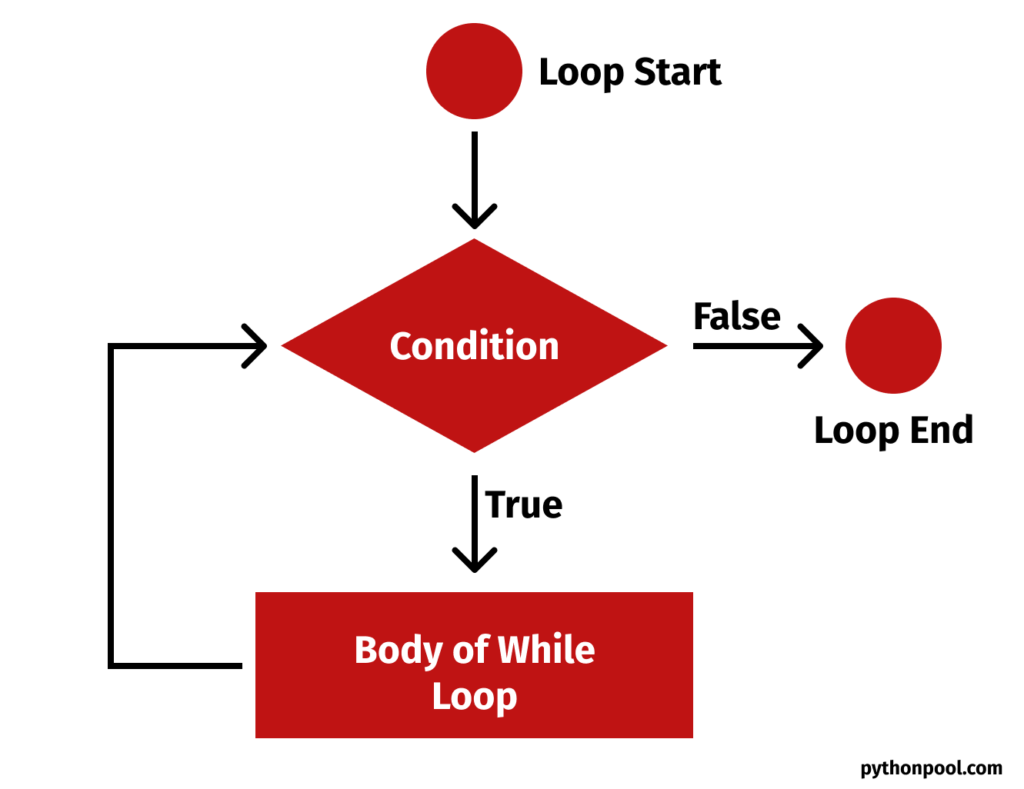 Loop Start
Condition
False
Loop End
True
Body of While
Loop
pythonpool.com